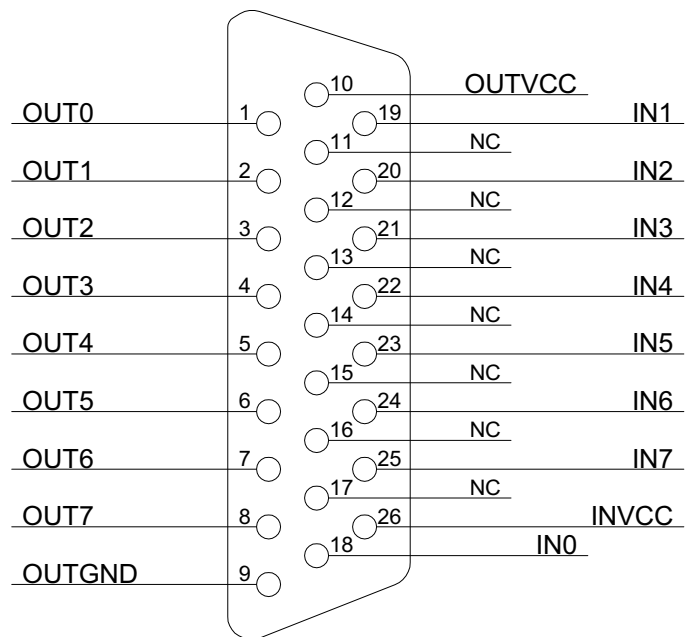 10 OUTVCC
OUT0 1 19 IN1
11 NC
OUT1 2 20 IN2
12 NC
OUT2 3 21 IN3
13 NC
OUT3 4 22 IN4
14 NC
OUT4 5 23 IN5
15 NC
OUT5 6 24 IN6
16 NC
OUT6 7 25 IN7
17 NC
OUT7 8 26 INVCC
18 IN0
OUTGND 9